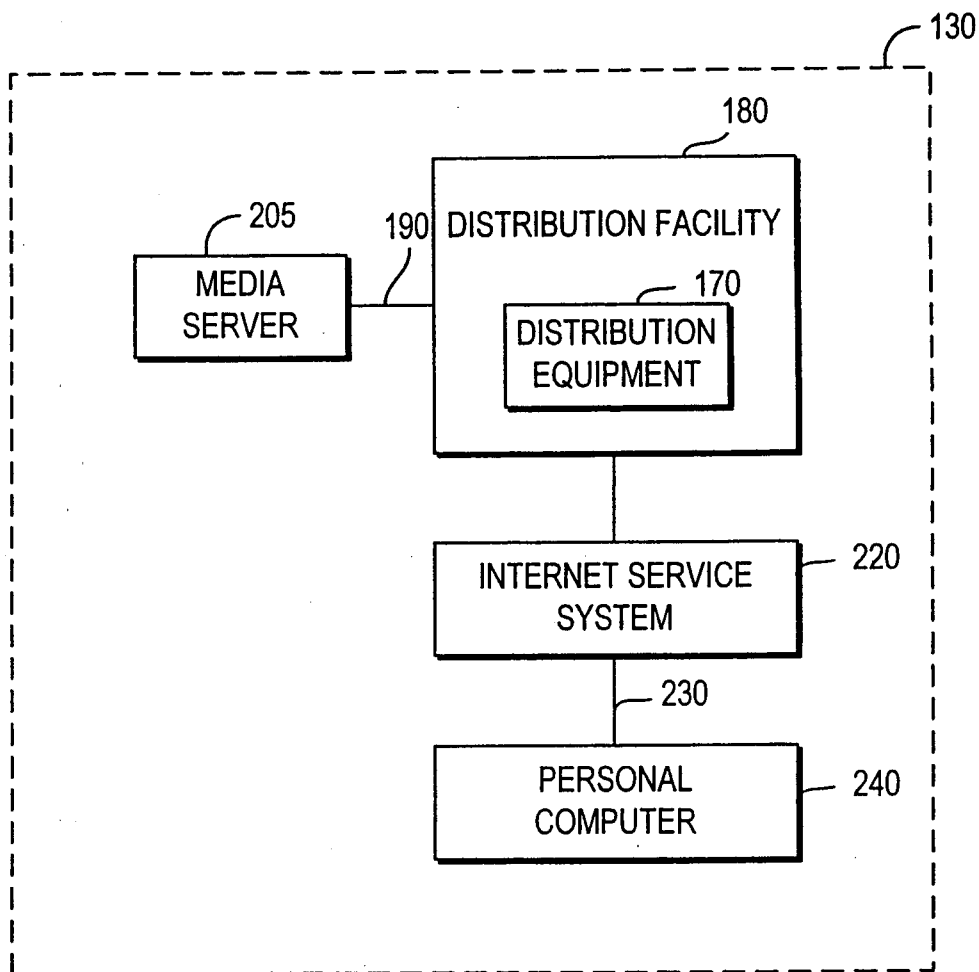 130
180
205
190
DISTRIBUTION FACILITY
MEDIA
SERVER
170
DISTRIBUTION
EQUIPMENT
INTERNET SERVICE
SYSTEM
220
230
PERSONAL
COMPUTER
240